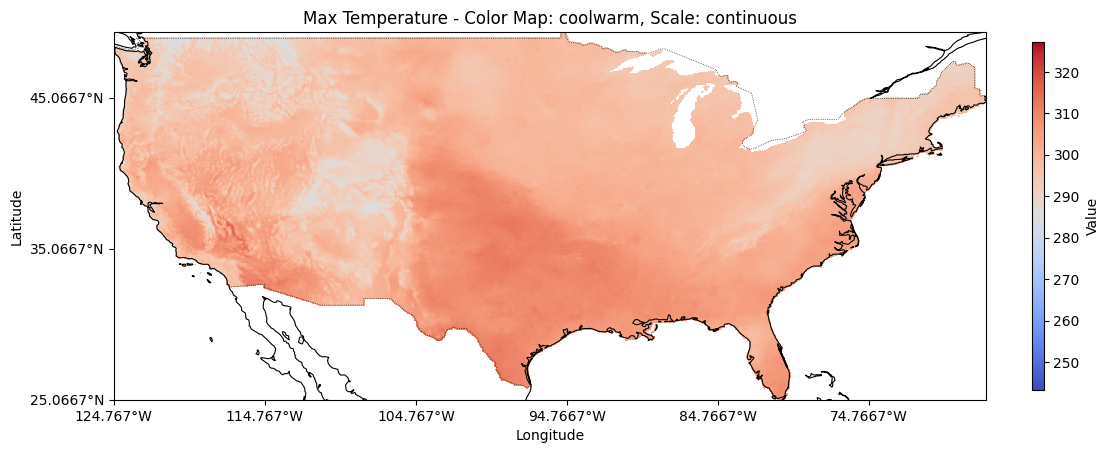 Max Temperature - Color Map: coolwarm, Scale: continuous
45.0667°N
35.0667°N
25.0667°N
Latitude
124.767°W
114.767°W
104.767°W
94.7667°W
84.7667°W
74.7667°W
Longitude
320
310
300
290
280
270
260
250
Value